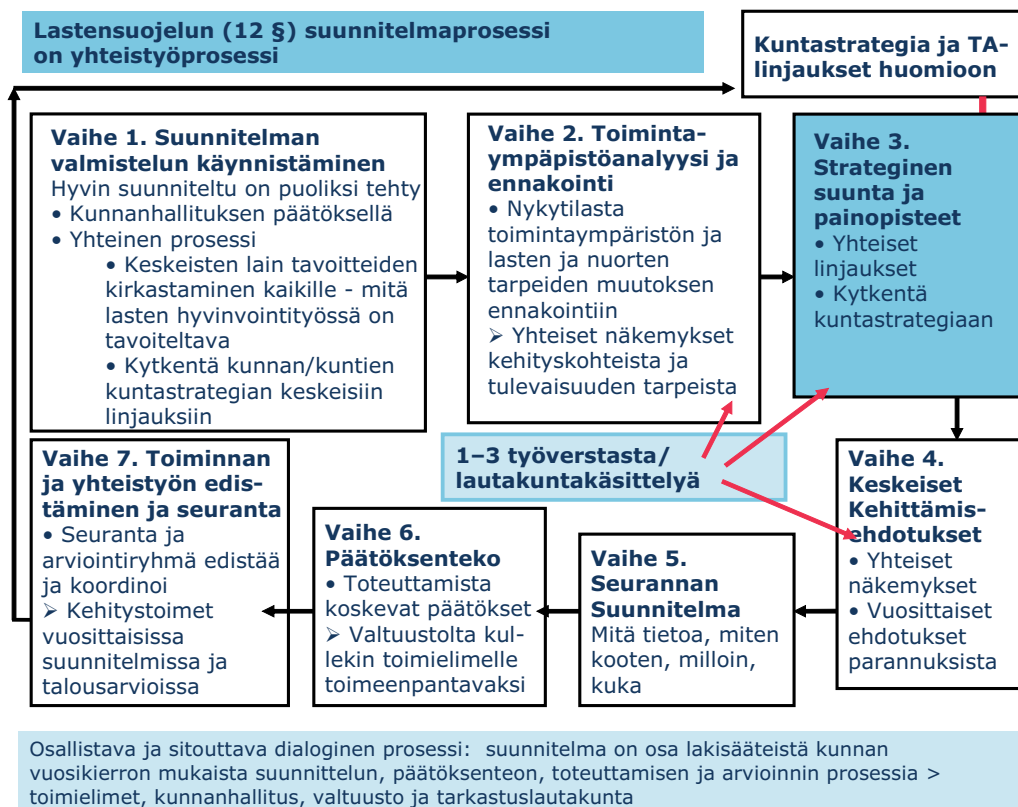 Lastensuojelun (12 §) suunnitelmaprosessi
on yhteistyöprosessi
Kuntastrategia ja TA-
linjaukset huomioon
Vaihe 1. Suunnitelman
valmistelun käynnistäminen
Hyvin suunniteltu on puoliksi tehty
• Kunnanhallituksen päätöksellä
• Yhteinen prosessi
• Keskeisten lain tavoitteiden
kirkastaminen kaikille - mitä
lasten hyvinvointityössä on
tavoiteltava
• Kytkentä kunnan/kuntien
kuntastrategian keskeisiin
linjauksiin
Vaihe 2. Toiminta-
ympäpistöanalyysi ja
ennakointi
• Nykytilasta
toimintaympäristön ja
lasten ja nuorten
tarpeiden muutoksen
ennakointiin
➢ Yhteiset näkemykset
kehityskohteista ja
tulevaisuuden tarpeista
Vaihe 3.
Strateginen
suunta ja
painopisteet
• Yhteiset
linjaukset
• Kytkentä
kuntastrategiaan
1–3 työverstasta/
lautakuntakäsittelyä
Vaihe 4.
Keskeiset
Kehittämis-
ehdotukset
• Yhteiset
näkemykset
• Vuosittaiset
ehdotukset
parannuksista
Vaihe 5.
Seurannan
Suunnitelma
Mitä tietoa, miten
kooten, milloin,
kuka
Vaihe 6.
Päätöksenteko
• Toteuttamista
koskevat päätökset
➢ Valtuustolta kul-
lekin toimielimelle
toimeenpantavaksi
Vaihe 7. Toiminnan
ja yhteistyön edis-
täminen ja seuranta
• Seuranta ja
arviointiryhmä edistää
ja koordinoi
➢ Kehitystoimet
vuosittaisissa
suunnitelmissa ja
talousarvioissa
Osallistava ja sitouttava dialoginen prosessi: suunnitelma on osa lakisääteistä kunnan
vuosikierron mukaista suunnittelun, päätöksenteon, toteuttamisen ja arvioinnin prosessia >
toimielimet, kunnanhallitus, valtuusto ja tarkastuslautakunta